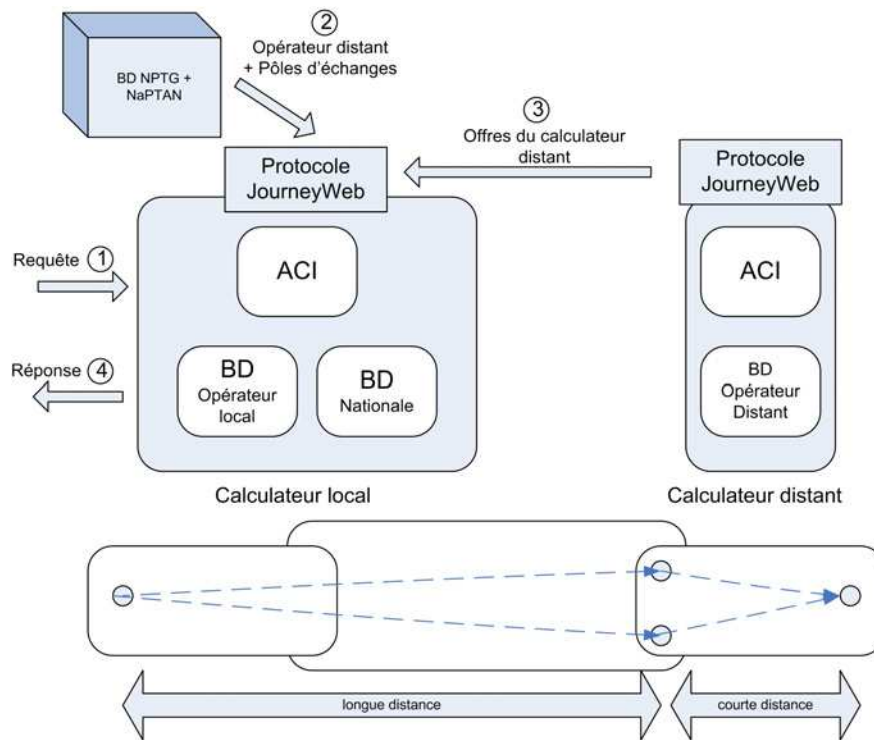 2
Opérateur distant
+ Pôles d'échanges
BD NPTG +
NaPTAN
3
Offres du calculateur
distant
Protocole
JourneyWeb
Protocole
JourneyWeb
Requête 1
ACI
ACI
Réponse 4
BD
Opérateur
local
BD
Nationale
BD
Opérateur
Distant
Calculateur local
Calculateur distant
longue distance
courte distance